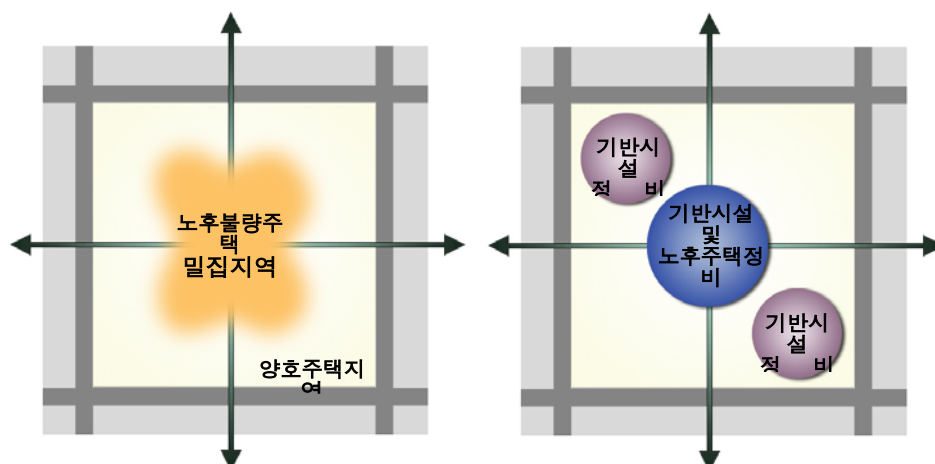 노후불량주
택
밀집지역
양호주택지
역
기반시
설
정 비
기반시설
및
노후주택정
비
기반시
설
정 비